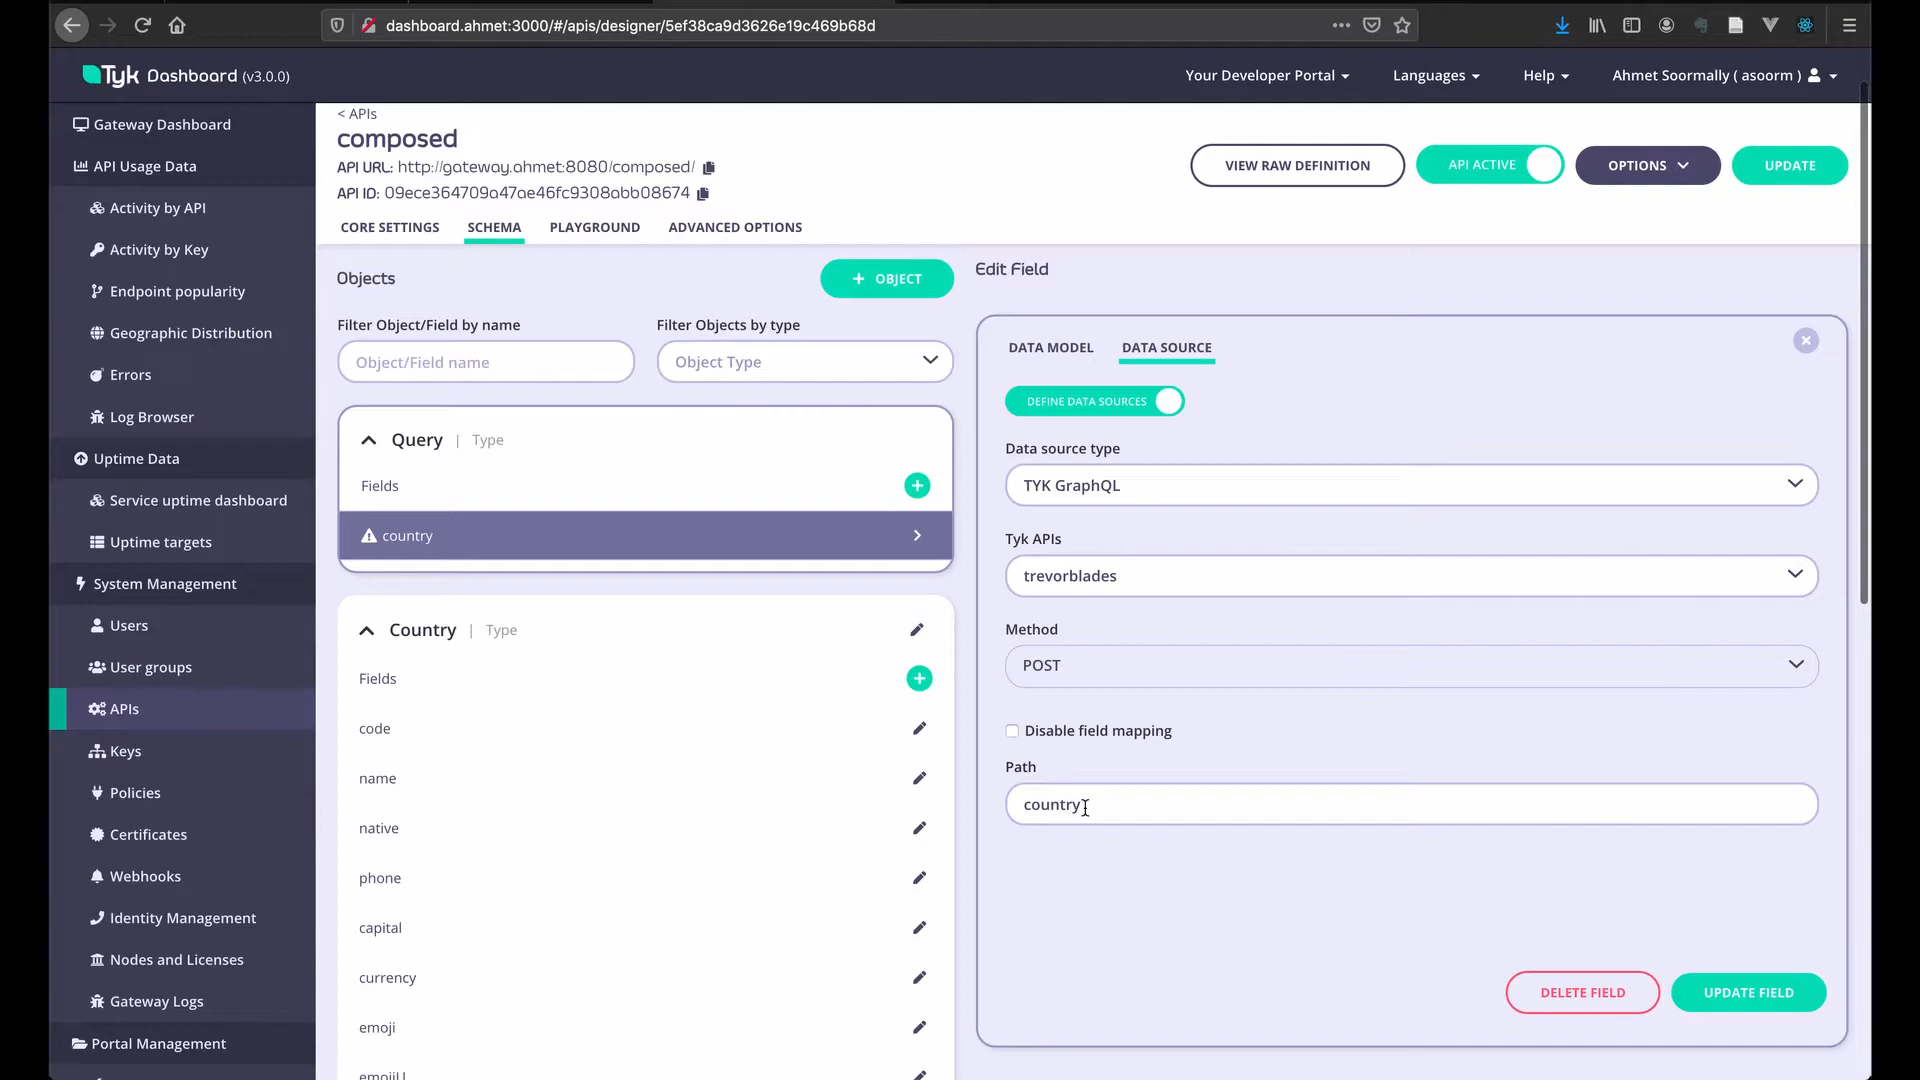 dashboard.ahmet:3000/#/apis/designer/5ef38ca9d3626e19c469b68d
Tyk Dashboard (v3.0.0)
Your Developer Portal
Languages
Help
Ahmet Soormally ( asoorm )
Gateway Dashboard
API Usage Data
Activity by API
Activity by Key
Endpoint popularity
Geographic Distribution
Errors
Log Browser
Uptime Data
Service uptime dashboard
Uptime targets
System Management
Users
User groups
APIs
Keys
Policies
Certificates
Webhooks
Identity Management
Nodes and Licenses
Gateway Logs
Portal Management
< APIs
composed
API URL: http://gateway.ahmet:8080/composed/
API ID: 09ece364709a47ae46fc9308abb08674
VIEW RAW DEFINITION
API ACTIVE
OPTIONS
UPDATE
CORE SETTINGS
SCHEMA
PLAYGROUND
ADVANCED OPTIONS
Objects
+ OBJECT
Filter Object/Field by name
Object/Field name
Filter Objects by type
Object Type
Query | Type
Fields
country
Country | Type
Fields
code
name
native
phone
capital
currency
emoji
emojiU
Edit Field
DATA MODEL
DATA SOURCE
DEFINE DATA SOURCES
Data source type
TYK GraphQL
Tyk APIs
trevorblades
Method
POST
Disable field mapping
Path
country
DELETE FIELD
UPDATE FIELD